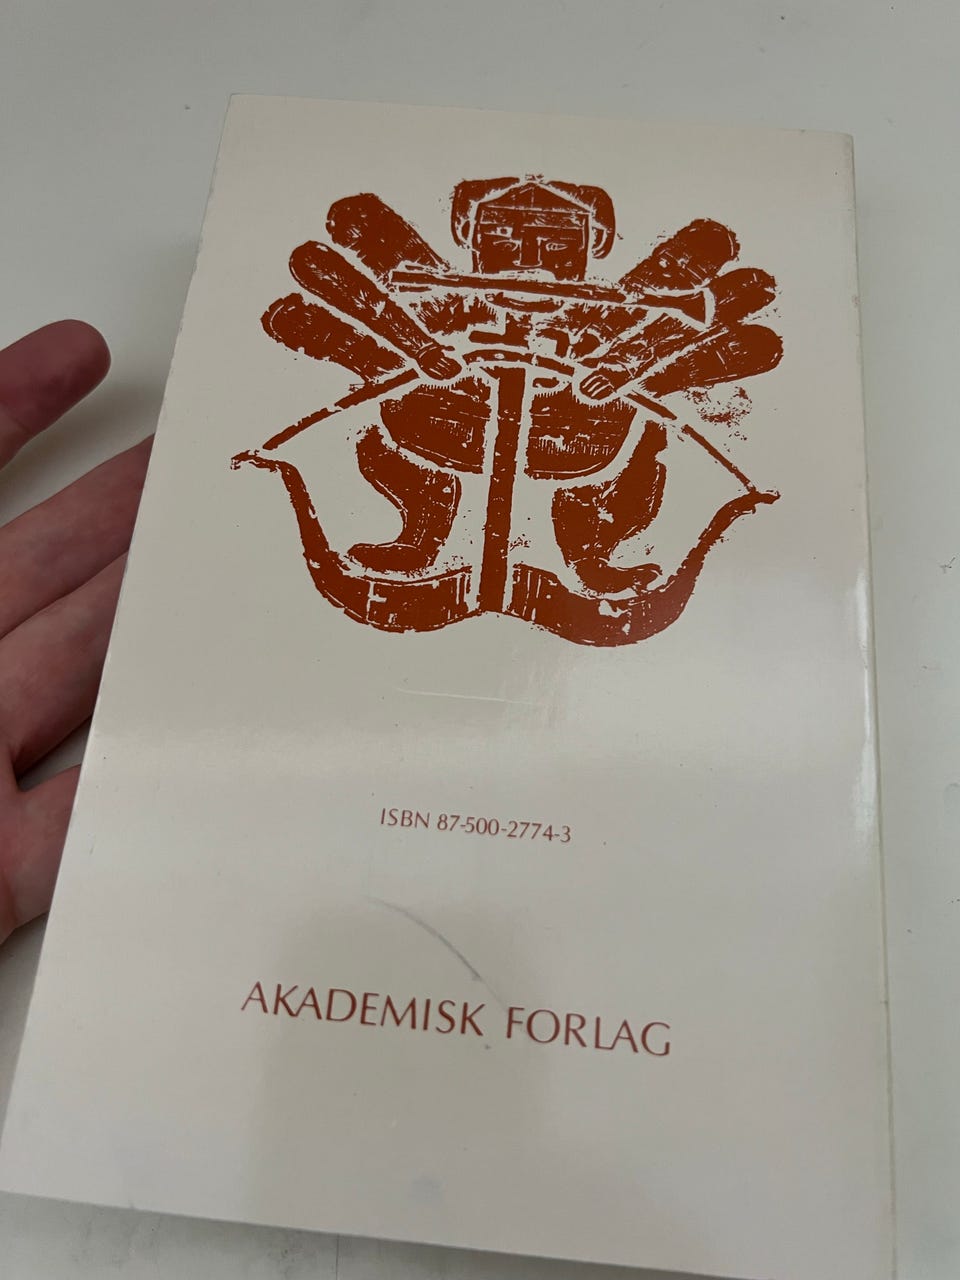 ISBN 87-500-2774-3
AKADEMISK FORLAG